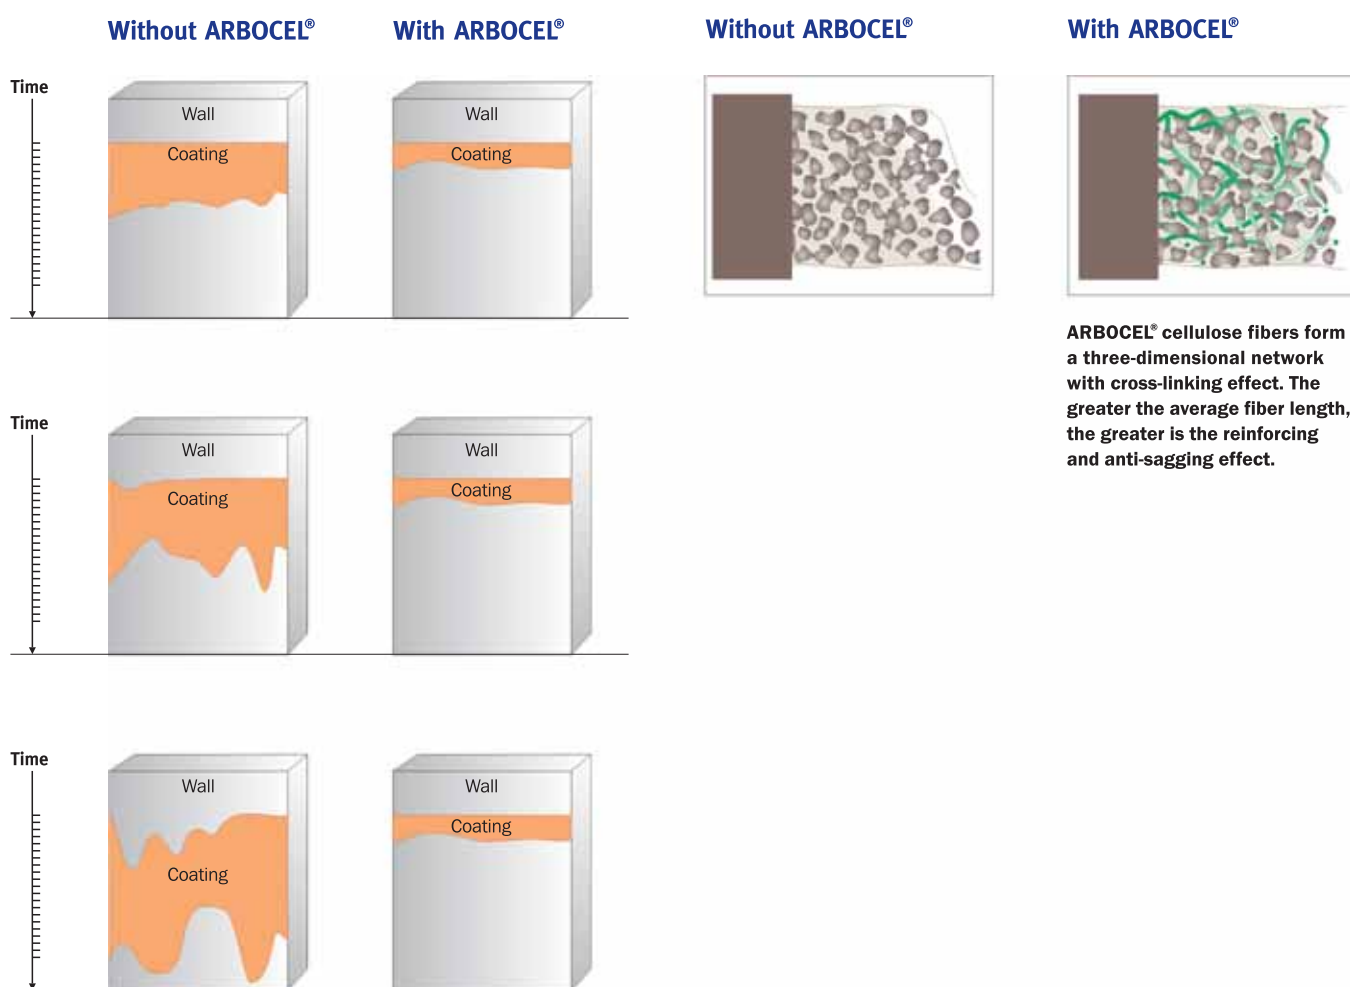 Without ARBOCEL®
With ARBOCEL®
Without ARBOCEL®
With ARBOCEL®
Time
Wall
Coating
Wall
Coating
ARBOCEL® cellulose fibers form
a three-dimensional network
with cross-linking effect. The
greater the average fiber length,
the greater is the reinforcing
and anti-sagging effect.
Time
Wall
Coating
Wall
Coating
Time
Wall
Coating
Wall
Coating